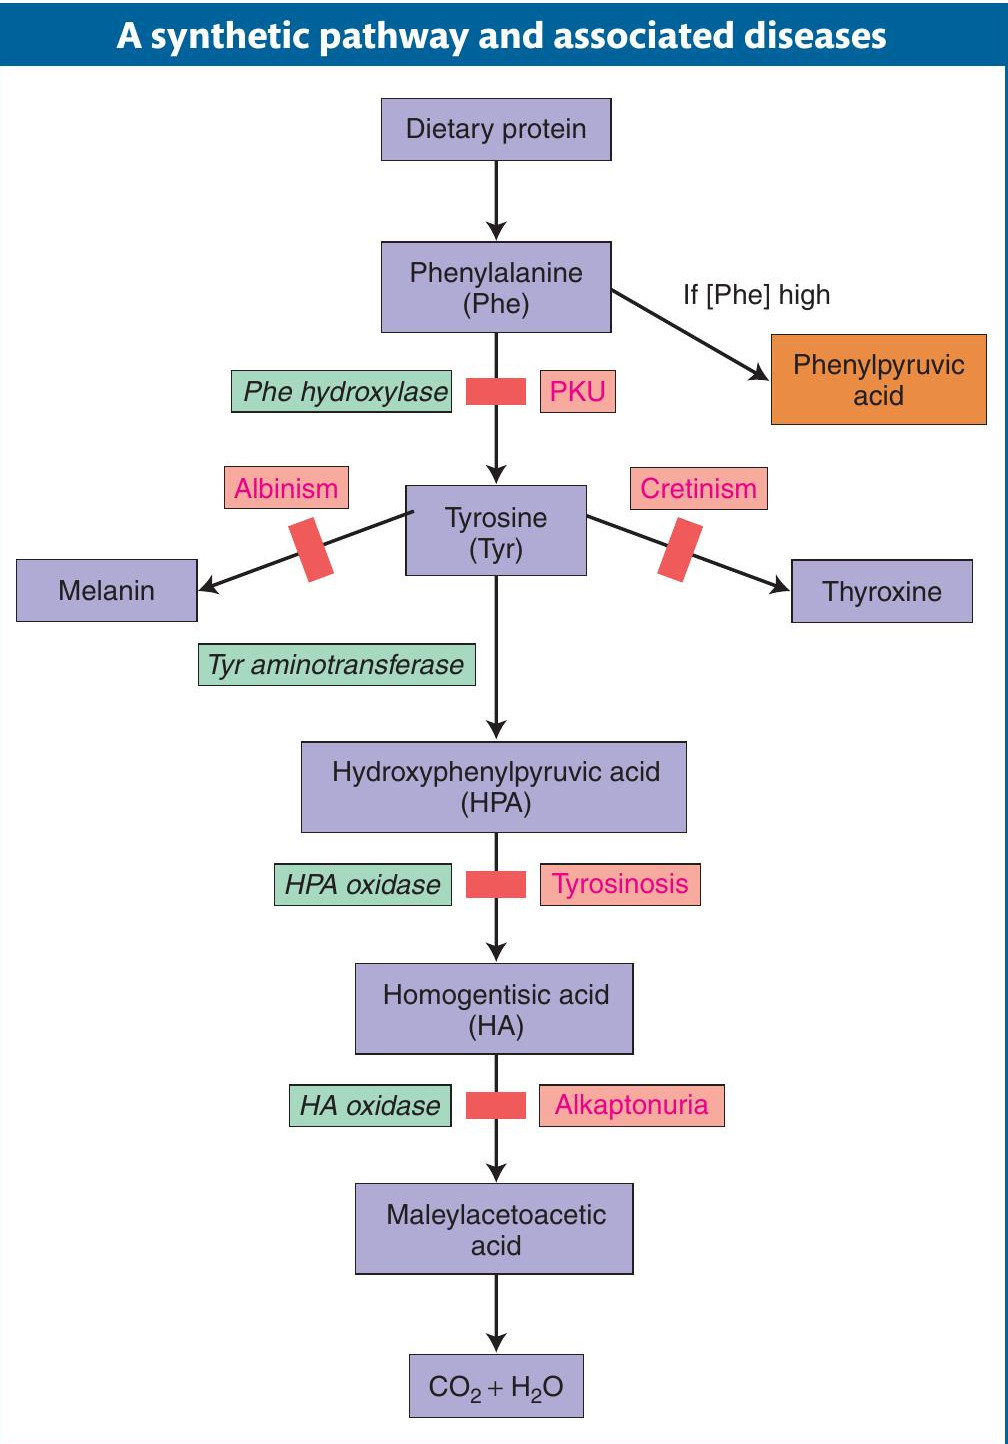 A synthetic pathway and associated diseases
Dietary protein
Phenylalanine
(Phe)
If [Phe] high
Phenylpyruvic
acid
Phe hydroxylase
PKU
Albinism
Cretinism
Tyrosine
(Tyr)
Melanin
Thyroxine
Tyr aminotransferase
Hydroxyphenylpyruvic acid
(HPA)
HPA oxidase
Tyrosinosis
Homogentisic acid
(HA)
HA oxidase
Alkaptonuria
Maleylacetoacetic
acid
CO₂ + H₂O